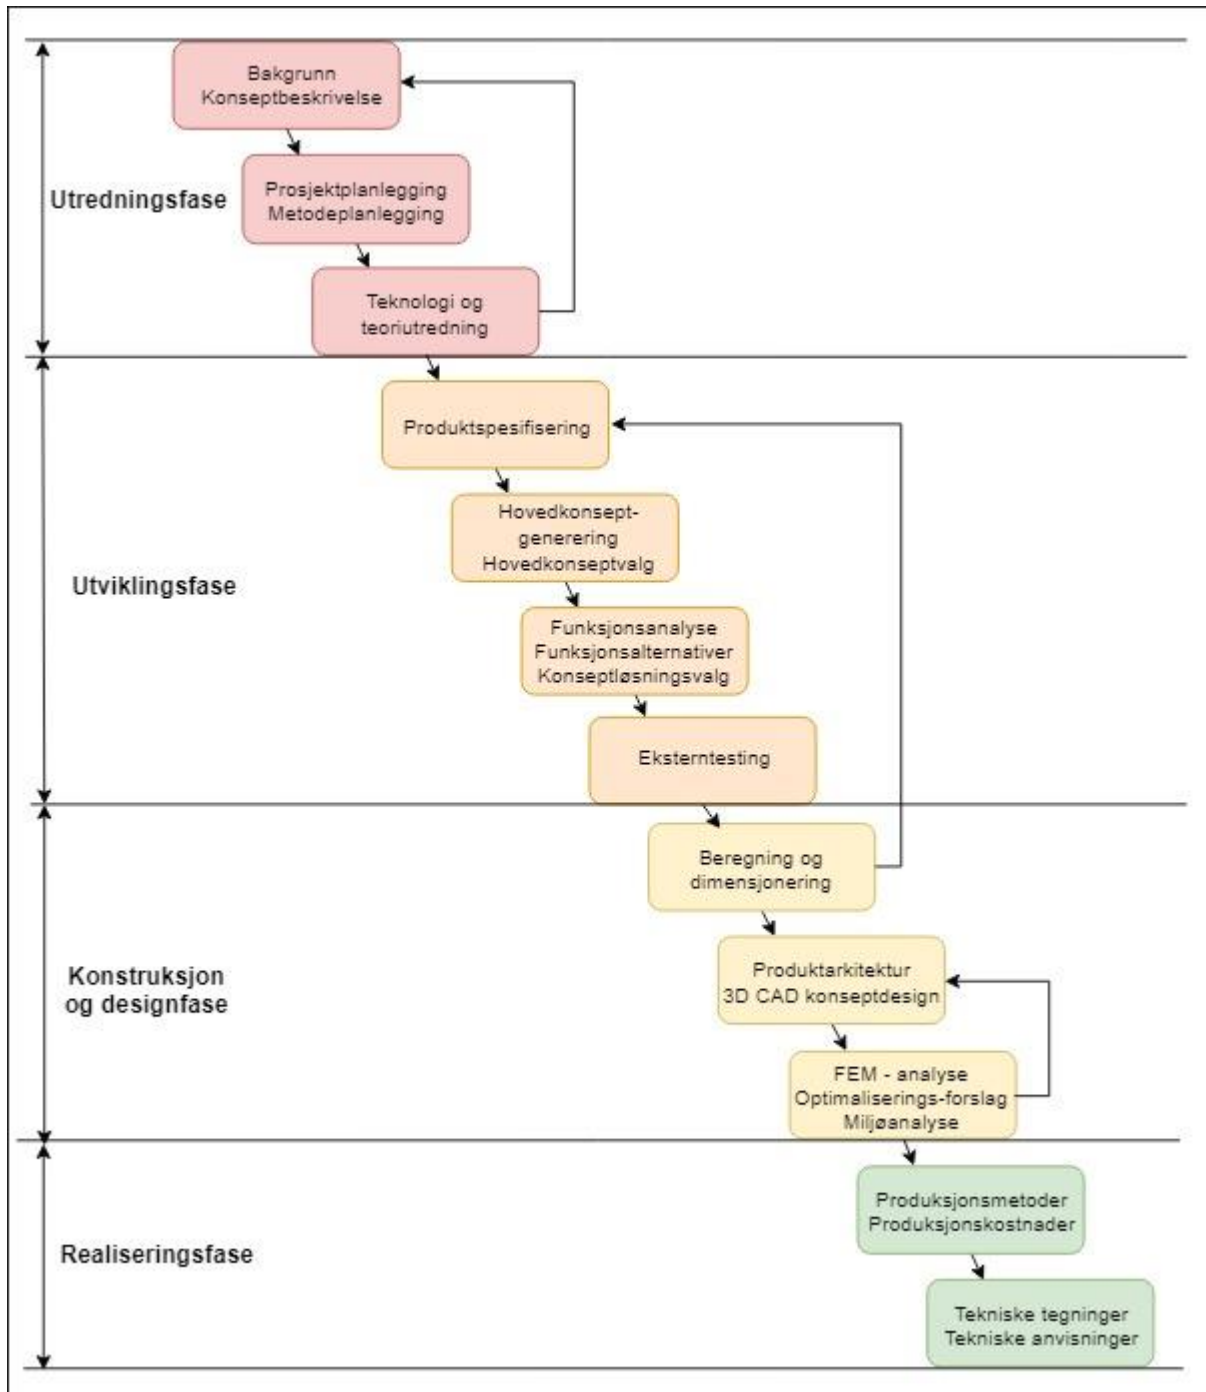 Bakgrunn
Konseptbeskrivelse
Utredningsfase
Prosjektplanlegging
Metodeplanlegging
Teknologi og
teoriutredning
Produktspesifisering
Hovedkonsept-
generering
Hovedkonseptvalg
Utviklingsfase
Funksjonsanalyse
Funksjonsalternativer
Konseptløsningsvalg
Eksterntesting
Beregning og
dimensjonering
Konstruksjon
og designfase
Produktarkitektur
3D CAD konseptdesign
FEM - analyse
Optimaliserings-forslag
Miljøanalyse
Produksjonsmetoder
Produksjonskostnader
Realiseringsfase
Tekniske tegninger
Tekniske anvisninger